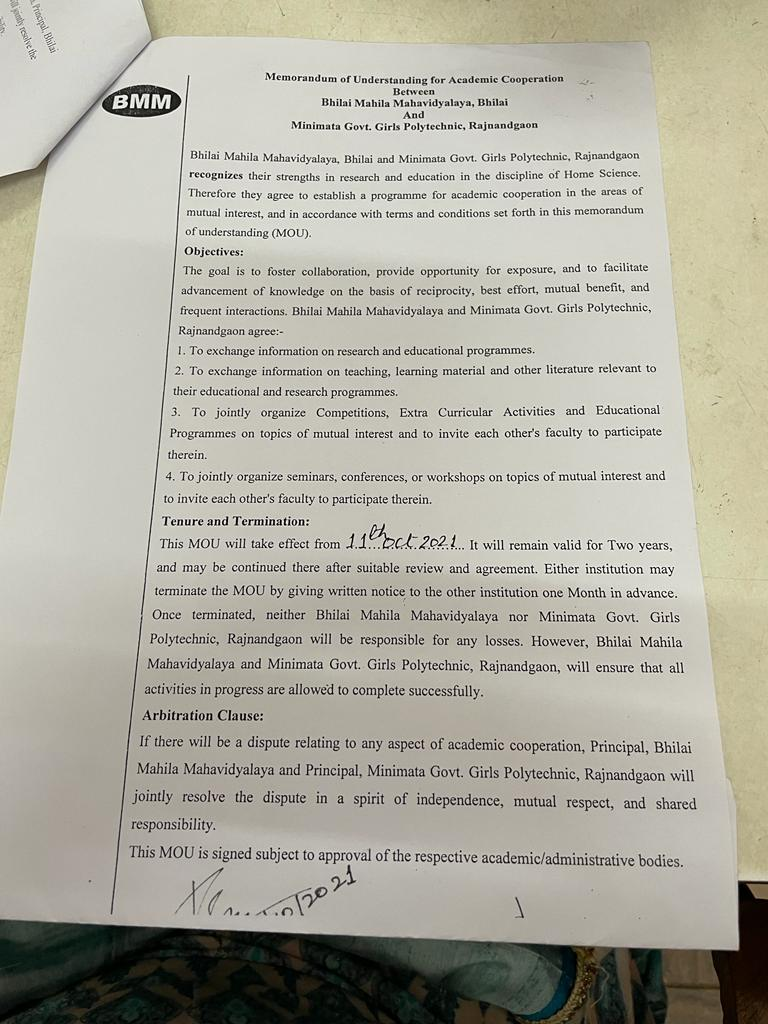 n, Principal, Bhilai
ill jointly resolve the
bility.
BMM
Memorandum of Understanding for Academic Cooperation
Between
Bhilai Mahila Mahavidyalaya, Bhilai
And
Minimata Govt. Girls Polytechnic, Rajnandgaon
Bhilai Mahila Mahavidyalaya, Bhilai and Minimata Govt. Girls Polytechnic, Rajnandgaon
recognizes their strengths in research and education in the discipline of Home Science.
Therefore they agree to establish a programme for academic cooperation in the areas of
mutual interest, and in accordance with terms and conditions set forth in this memorandum
of understanding (MOU).
Objectives:
The goal is to foster collaboration, provide opportunity for exposure, and to facilitate
advancement of knowledge on the basis of reciprocity, best effort, mutual benefit, and
frequent interactions. Bhilai Mahila Mahavidyalaya and Minimata Govt. Girls Polytechnic,
Rajnandgaon agree:-
1. To exchange information on research and educational programmes.
2. To exchange information on teaching, learning material and other literature relevant to
their educational and research programmes.
3. To jointly organize Competitions, Extra Curricular Activities and Educational
Programmes on topics of mutual interest and to invite each other's faculty to participate
therein.
4. To jointly organize seminars, conferences, or workshops on topics of mutual interest and
to invite each other's faculty to participate therein.
Tenure and Termination:
This MOU will take effect from 11th Oct 2021... It will remain valid for Two years,
and may be continued there after suitable review and agreement. Either institution may
terminate the MOU by giving written notice to the other institution one Month in advance.
Once terminated, neither Bhilai Mahila Mahavidyalaya nor Minimata Govt. Girls
Polytechnic, Rajnandgaon will be responsible for any losses. However, Bhilai Mahila
Mahavidyalaya and Minimata Govt. Girls Polytechnic, Rajnandgaon, will ensure that all
activities in progress are allowed to complete successfully.
Arbitration Clause:
If there will be a dispute relating to any aspect of academic cooperation, Principal, Bhilai
Mahila Mahavidyalaya and Principal, Minimata Govt. Girls Polytechnic, Rajnandgaon will
jointly resolve the dispute in a spirit of independence, mutual respect, and shared
responsibility.
This MOU is signed subject to approval of the respective academic/administrative bodies.
/2021